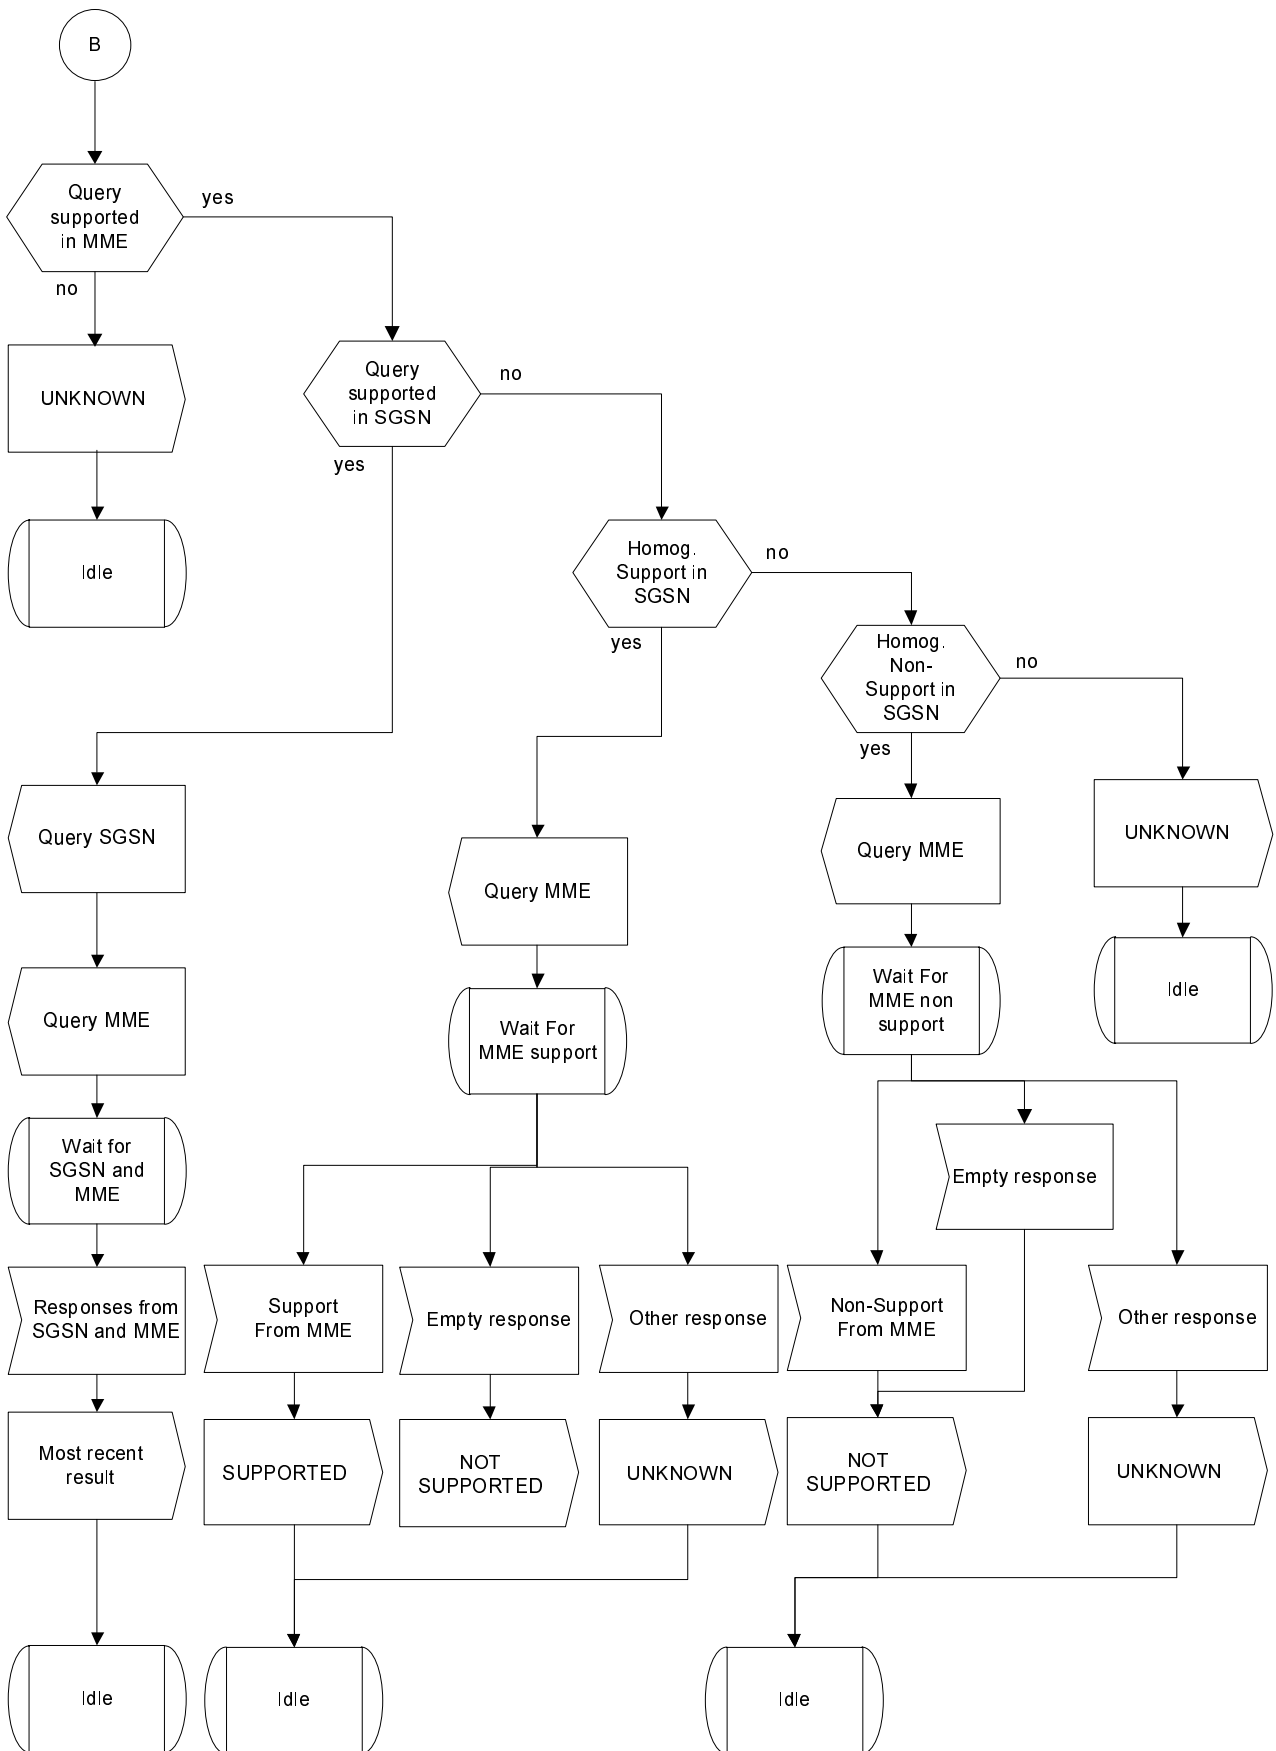 B
Query
supported
in MME
yes
no
UNKNOWN
Idle
Query
supported
in SGSN
no
yes
Homog.
Support in
SGSN
no
yes
Homog.
Non-
Support in
SGSN
no
yes
UNKNOWN
Idle
Query SGSN
Query MME
Wait for
SGSN and
MME
Responses from
SGSN and MME
Most recent
result
Idle
Query MME
Wait For
MME support
Support
From MME
Empty response
Other response
SUPPORTED
NOT
SUPPORTED
UNKNOWN
Idle
Query MME
Wait For
MME non
support
Empty response
Non-Support
From MME
Other response
NOT
SUPPORTED
UNKNOWN
Idle